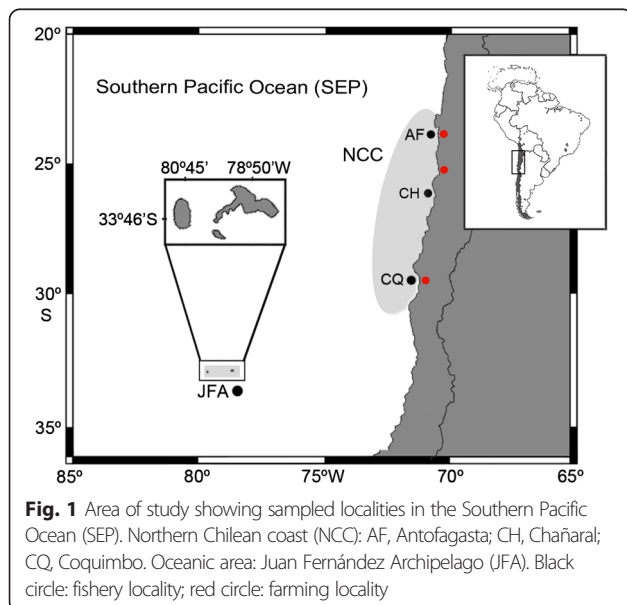 20º
Southern Pacific Ocean (SEP)
AF
NCC
25º
80º45’ 78º50’W
CH
33º46’S
CQ
30º
S
JFA
35º
85º 80º 75ºW 70º 65º
Fig. 1 Area of study showing sampled localities in the Southern Pacific
Ocean (SEP). Northern Chilean coast (NCC): AF, Antofagasta; CH, Chañaral;
CQ, Coquimbo. Oceanic area: Juan Fernández Archipelago (JFA). Black
circle: fishery locality; red circle: farming locality